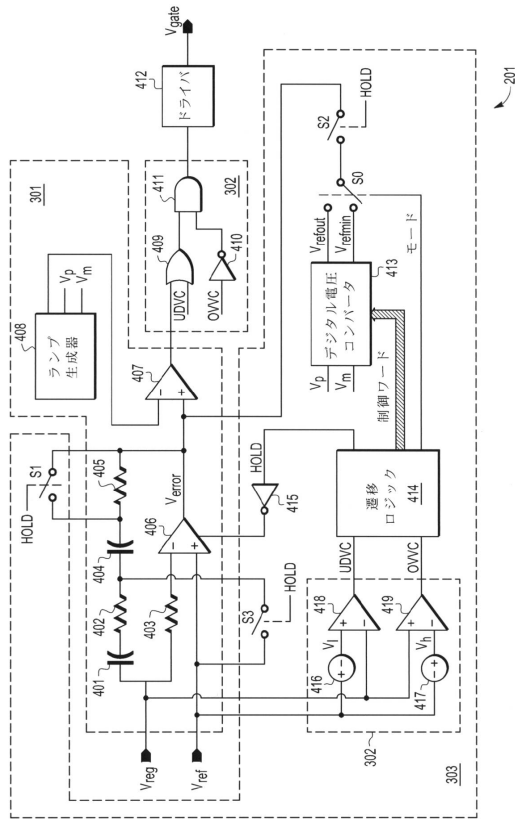 HOLD
S1
408
ランプ
生成器
Vp
Vm
301
401
402
404
405
403
Verror
406
-
+
407
-
+
409
UDVC
411
410
OVVC
302
412
ドライバ
Vgate
Vreg
Vref
S3
HOLD
415
HOLD
S2
HOLD
S0
Vrefout
Vrefmin
Vp
Vm
デジタル電圧
コンバータ
413
制御ワード
モード
416
+
-
Vl
418
+
-
UDVC
417
+
-
Vh
419
+
-
OVVC
遷移
ロジック
414
302
303
201